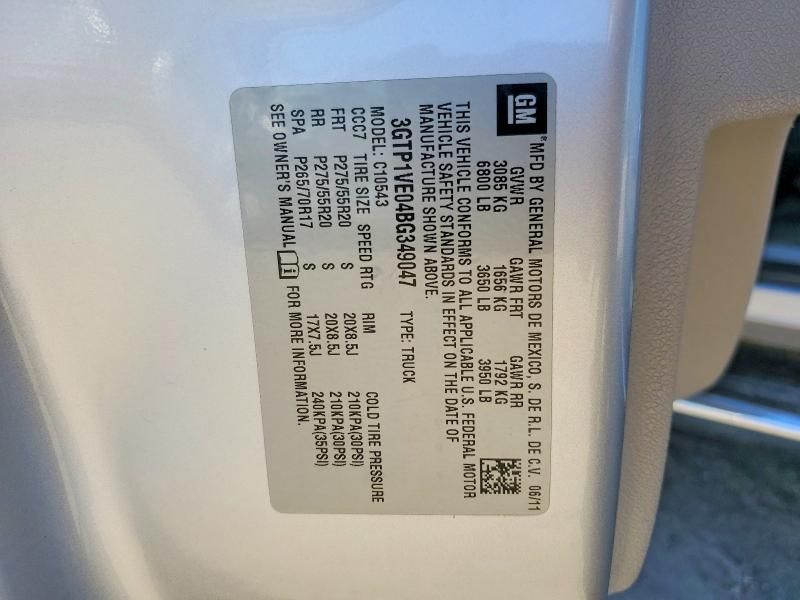 GM® MFD BY GENERAL MOTORS DE MEXICO, S. DE R.L. DE C.V. 06/11
GVWR GAWR FRT GAWR RR
3085 KG 1656 KG 1792 KG
6800 LB 3650 LB 3950 LB
THIS VEHICLE CONFORMS TO ALL APPLICABLE U.S. FEDERAL MOTOR
VEHICLE SAFETY STANDARDS IN EFFECT ON THE DATE OF
MANUFACTURE SHOWN ABOVE.
3GTP1VE04BG349047 TYPE: TRUCK
MODEL: C10543
CCC7 TIRE SIZE SPEED RTG RIM COLD TIRE PRESSURE
FRT P275/55R20 S 20X8.5J 210KPA(30PSI)
RR P275/55R20 S 20X8.5J 210KPA(30PSI)
SPA P265/70R17 S 17X7.5J 240KPA(35PSI)
SEE OWNER'S MANUAL FOR MORE INFORMATION.